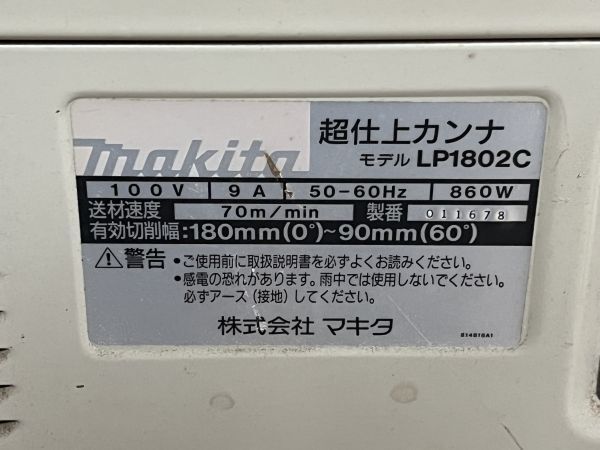 makita
超仕上カンナ
モデル LP1802C
100V 9A 50-60Hz 860W
送材速度 70m/min 製番 011678
有効切削幅:180mm(0°)~90mm(60°)
⚠警告 •ご使用前に取扱説明書を必ずよくお読みください。
•感電の恐れがあります。雨中では使用しないでください。
必ずアース(接地)してください。
株式会社 マキタ
814816A1